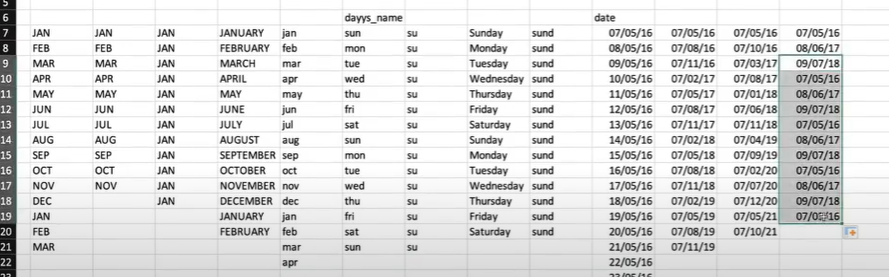 5
6 dayys_name date
7 JAN JAN JAN JANUARY jan sun su Sunday sund 07/05/16 07/05/16 07/05/16 07/05/16
8 FEB FEB JAN FEBRUARY feb mon su Monday sund 08/05/16 07/08/16 07/10/16 08/06/17
9 MAR MAR JAN MARCH mar tue su Tuesday sund 09/05/16 07/11/16 07/03/17 09/07/18
10 APR APR JAN APRIL apr wed su Wednesday sund 10/05/16 07/02/17 07/08/17 07/05/16
11 MAY MAY JAN MAY may thu su Thursday sund 11/05/16 07/05/17 07/01/18 08/06/17
12 JUN JUN JAN JUNE jun fri su Friday sund 12/05/16 07/08/17 07/06/18 09/07/18
13 JUL JUL JAN JULY jul sat su Saturday sund 13/05/16 07/11/17 07/11/18 07/05/16
14 AUG AUG JAN AUGUST aug sun su Sunday sund 14/05/16 07/02/18 07/04/19 08/06/17
15 SEP SEP JAN SEPTEMBER sep mon su Monday sund 15/05/16 07/05/18 07/09/19 09/07/18
16 OCT OCT JAN OCTOBER oct tue su Tuesday sund 16/05/16 07/08/18 07/02/20 07/05/16
17 NOV NOV JAN NOVEMBER nov wed su Wednesday sund 17/05/16 07/11/18 07/07/20 08/06/17
18 DEC JAN DECEMBER dec thu su Thursday sund 18/05/16 07/02/19 07/12/20 09/07/18
19 JAN JANUARY jan fri su Friday sund 19/05/16 07/05/19 07/05/21
20 FEB FEBRUARY feb sat su Saturday sund 20/05/16 07/08/19 07/10/21
21 MAR mar sun su 21/05/16 07/11/19
22 apr 22/05/16